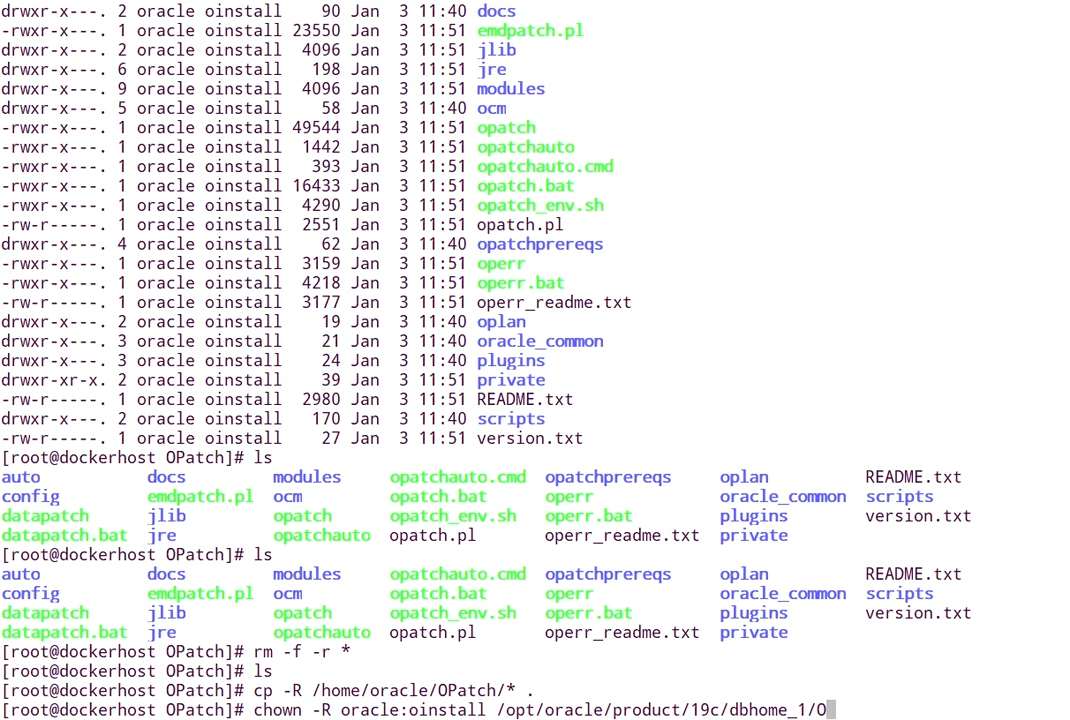 drwxr-x---. 2 oracle oinstall    90 Jan  3 11:40 docs
-rwxr-x---. 1 oracle oinstall 23550 Jan  3 11:51 emdpatch.pl
drwxr-x---. 2 oracle oinstall  4096 Jan  3 11:51 jlib
drwxr-x---. 6 oracle oinstall   198 Jan  3 11:51 jre
drwxr-x---. 9 oracle oinstall  4096 Jan  3 11:51 modules
drwxr-x---. 5 oracle oinstall    58 Jan  3 11:40 ocm
-rwxr-x---. 1 oracle oinstall 49544 Jan  3 11:51 opatch
-rwxr-x---. 1 oracle oinstall  1442 Jan  3 11:51 opatchauto
-rwxr-x---. 1 oracle oinstall   393 Jan  3 11:51 opatchauto.cmd
-rwxr-x---. 1 oracle oinstall 16433 Jan  3 11:51 opatch.bat
-rwxr-x---. 1 oracle oinstall  4290 Jan  3 11:51 opatch_env.sh
-rw-r-----. 1 oracle oinstall  2551 Jan  3 11:51 opatch.pl
drwxr-x---. 4 oracle oinstall    62 Jan  3 11:40 opatchprereqs
-rwxr-x---. 1 oracle oinstall  3159 Jan  3 11:51 operr
-rwxr-x---. 1 oracle oinstall  4218 Jan  3 11:51 operr.bat
-rw-r-----. 1 oracle oinstall  3177 Jan  3 11:51 operr_readme.txt
drwxr-x---. 2 oracle oinstall    19 Jan  3 11:40 oplan
drwxr-x---. 3 oracle oinstall    21 Jan  3 11:40 oracle_common
drwxr-x---. 3 oracle oinstall    24 Jan  3 11:40 plugins
drwxr-xr-x. 2 oracle oinstall    39 Jan  3 11:51 private
-rw-r-----. 1 oracle oinstall  2980 Jan  3 11:51 README.txt
drwxr-x---. 2 oracle oinstall   170 Jan  3 11:40 scripts
-rw-r-----. 1 oracle oinstall    27 Jan  3 11:51 version.txt
[root@dockerhost OPatch]# ls
auto           docs         modules     opatchauto.cmd  opatchprereqs     oplan          README.txt
config         emdpatch.pl  ocm         opatch.bat      operr             oracle_common  scripts
datapatch      jlib         opatch      opatch_env.sh   operr.bat         plugins        version.txt
datapatch.bat  jre          opatchauto  opatch.pl       operr_readme.txt  private
[root@dockerhost OPatch]# ls
auto           docs         modules     opatchauto.cmd  opatchprereqs     oplan          README.txt
config         emdpatch.pl  ocm         opatch.bat      operr             oracle_common  scripts
datapatch      jlib         opatch      opatch_env.sh   operr.bat         plugins        version.txt
datapatch.bat  jre          opatchauto  opatch.pl       operr_readme.txt  private
[root@dockerhost OPatch]# rm -f -r *
[root@dockerhost OPatch]# ls
[root@dockerhost OPatch]# cp -R /home/oracle/OPatch/* .
[root@dockerhost OPatch]# chown -R oracle:oinstall /opt/oracle/product/19c/dbhome_1/O